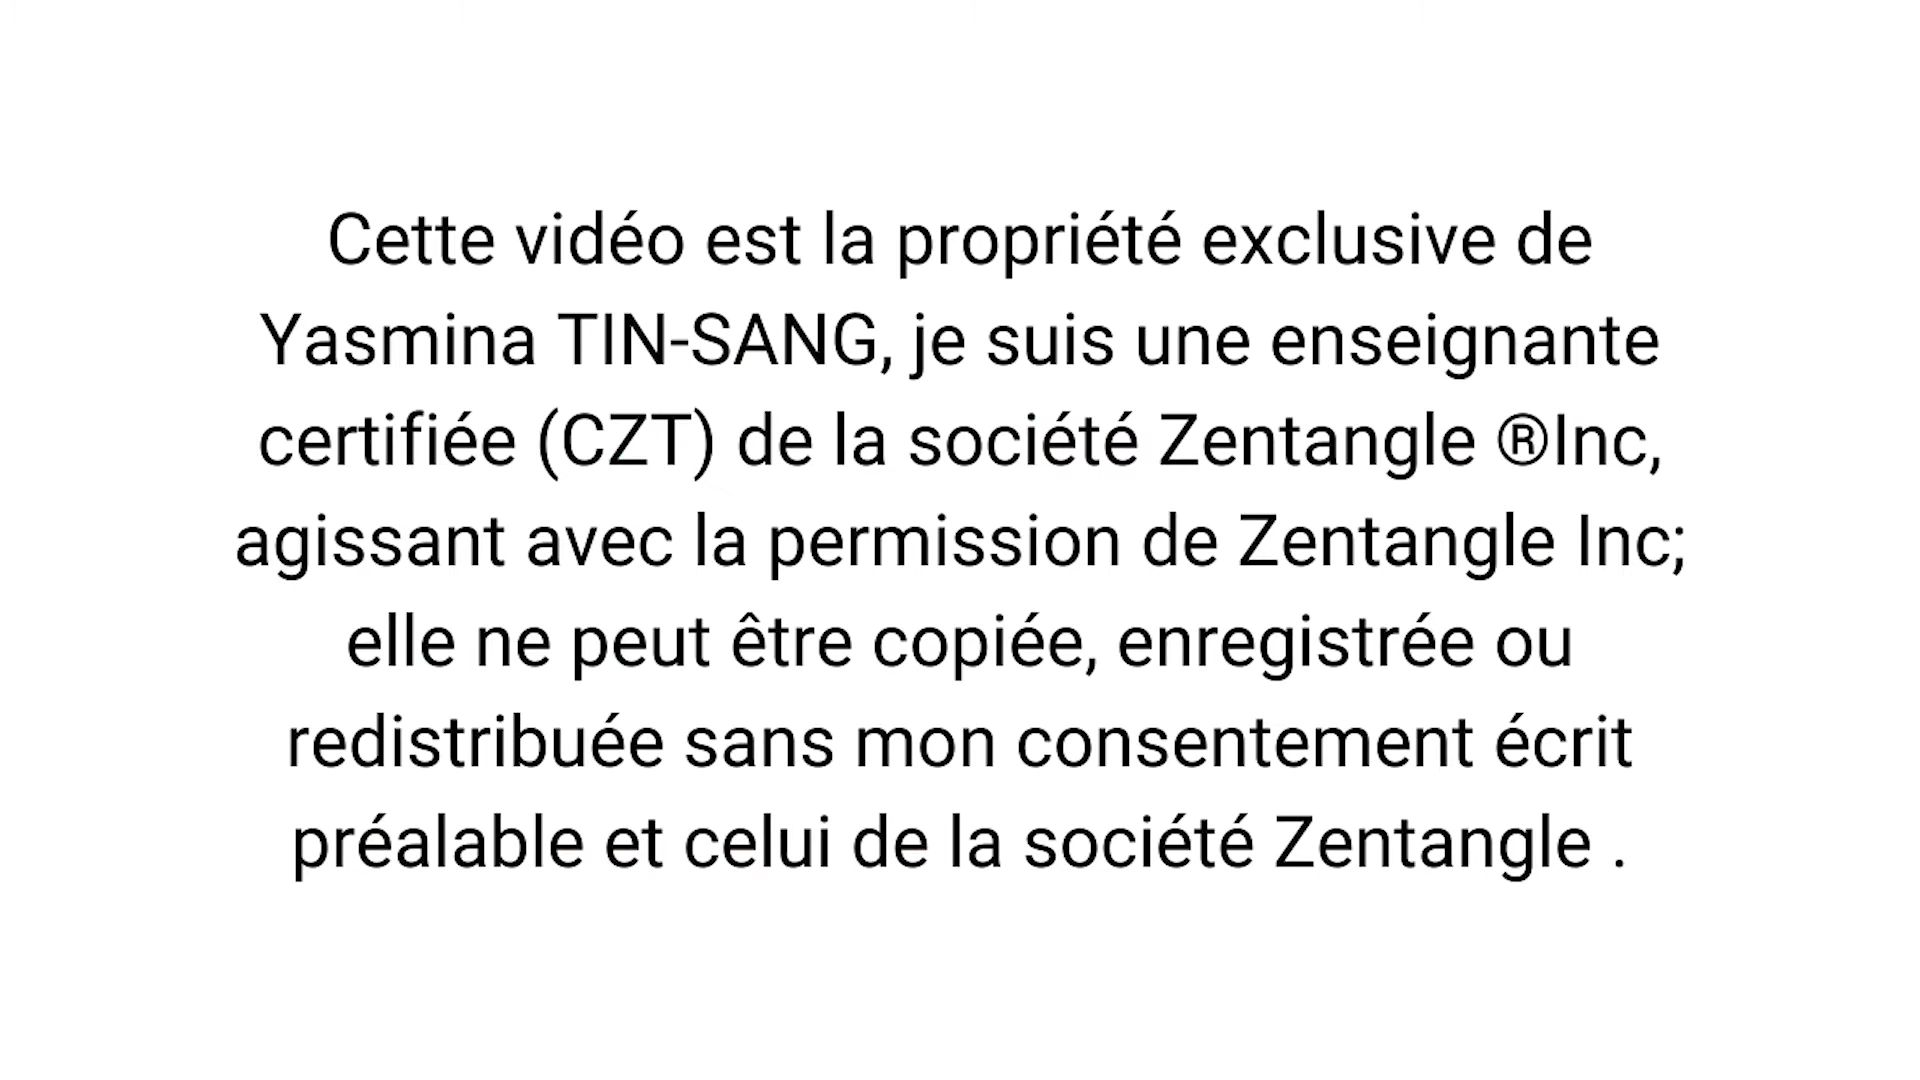 Cette vidéo est la propriété exclusive de
Yasmina TIN-SANG, je suis une enseignante
certifiée (CZT) de la société Zentangle ®Inc,
agissant avec la permission de Zentangle Inc;
elle ne peut être copiée, enregistrée ou
redistribuée sans mon consentement écrit
préalable et celui de la société Zentangle .